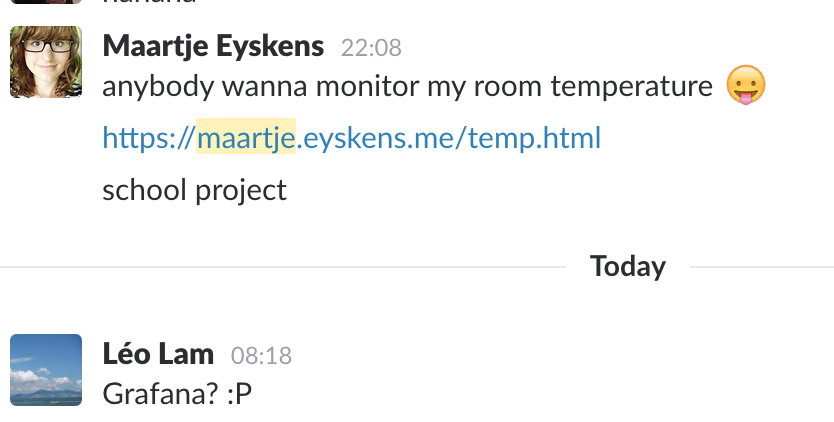 Maartje Eyskens 22:08
anybody wanna monitor my room temperature 😛
https://maartje.eyskens.me/temp.html
school project
Today
Léo Lam 08:18
Grafana? :P